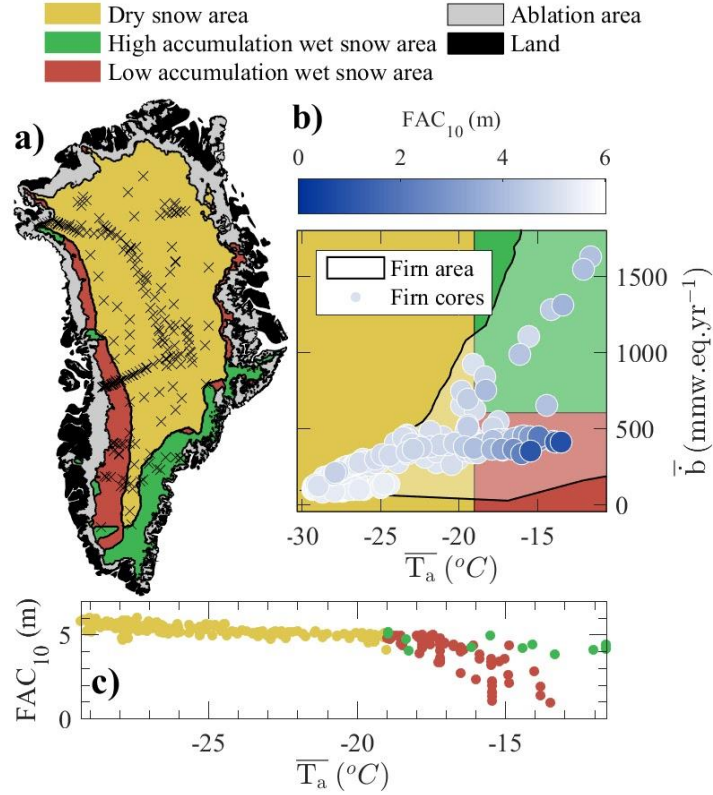 Dry snow area
High accumulation wet snow area
Low accumulation wet snow area
Ablation area
Land
a)
b)
FAC10 (m)
0 2 4 6
Firn area
Firn cores
1500
1000
500
0
b̄̇ (mmw.eq.yr−1)
-30 -25 -20 -15
T̅a̅ (oC)
FAC10 (m)
5
0
c)
-25 -20 -15
T̅a̅ (oC)